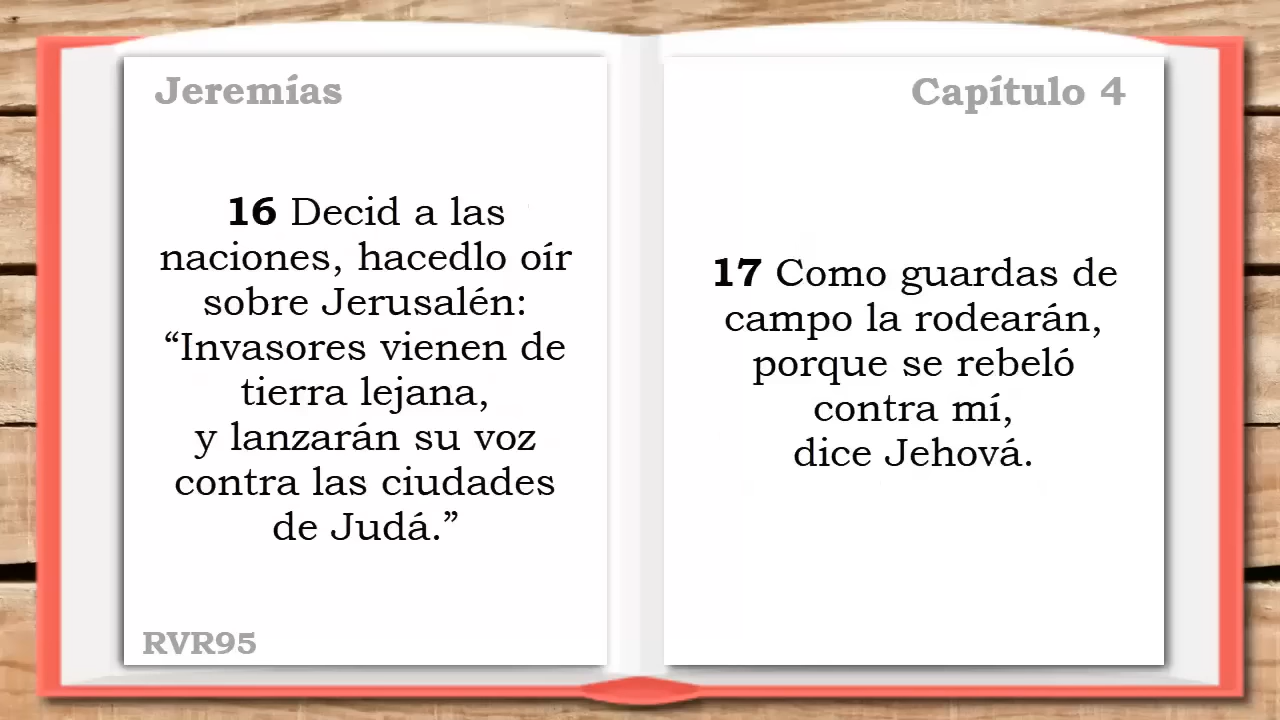 Jeremías
16 Decid a las
naciones, hacedlo oír
sobre Jerusalén:
“Invasores vienen de
tierra lejana,
y lanzarán su voz
contra las ciudades
de Judá.”
RVR95
Capítulo 4
17 Como guardas de
campo la rodearán,
porque se rebeló
contra mí,
dice Jehová.